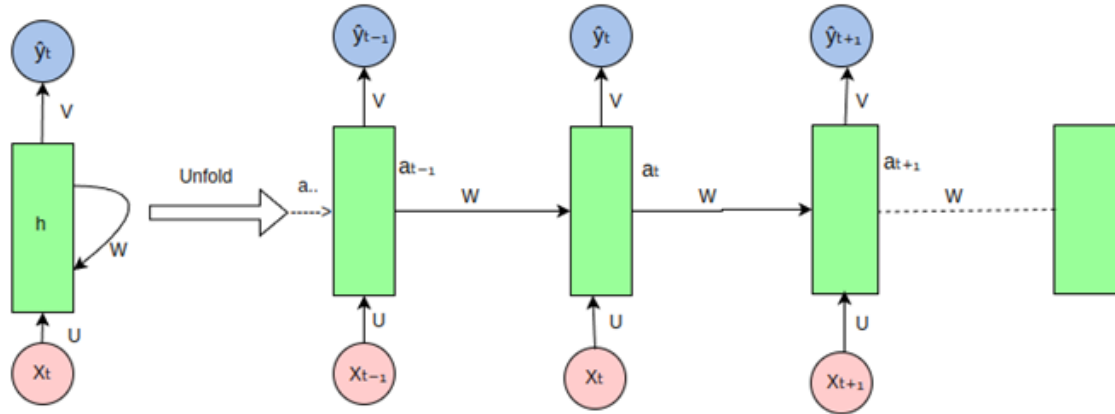 ŷt
ŷt−1
ŷt
ŷt+1
V
V
V
V
Unfold
a..
at−1
at
at+1
h
W
W
W
W
U
U
U
U
Xt
Xt−1
Xt
Xt+1